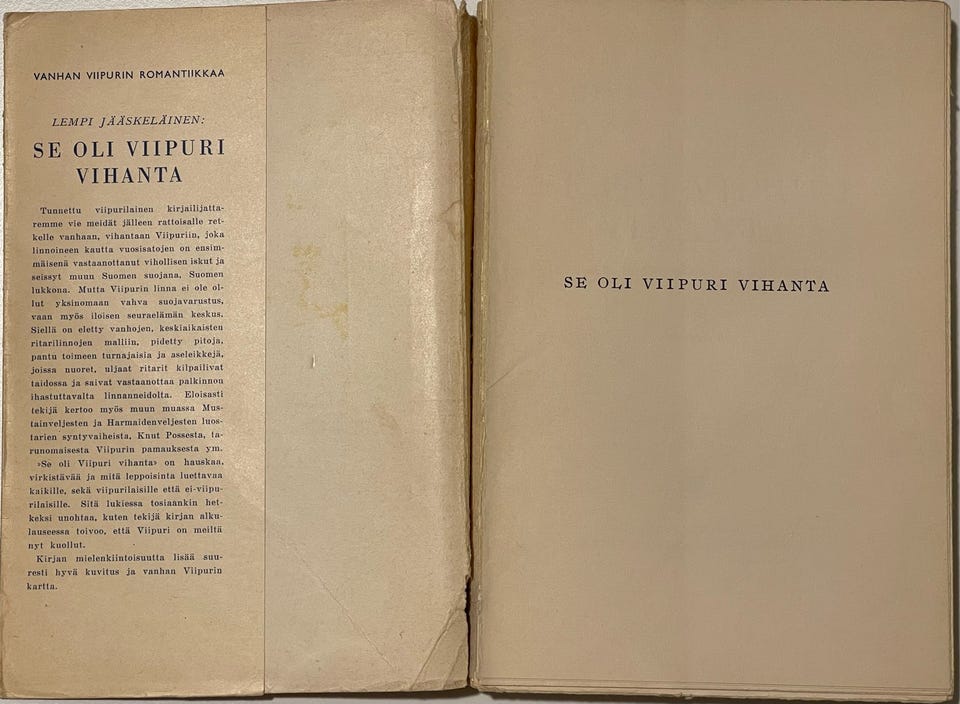 VANHAN VIIPURIN ROMANTIIKKAA
LEMPI JÄÄSKELÄINEN:
SE OLI VIIPURI
VIHANTA
Tunnettu viipurilainen kirjailijatta-
remme vie meidät jälleen rattoisalle ret-
kelle vanhaan, vihantaan Viipuriin, joka
linnoineen kautta vuosisatojen on ensim-
mäisenä vastaanottanut vihollisen iskut ja
seissyt muun Suomen suojana, Suomen
lukkona. Mutta Viipurin linna ei ole ol-
lut yksinomaan vahva suojavarustus,
vaan myös iloisen seuraelämän keskus.
Siellä on eletty vanhojen, keskiaikaisten
ritarilinnojen malliin, pidetty pitoja,
pantu toimeen turnajaisia ja aseleikkejä,
joissa nuoret, uljaat ritarit kilpailivat
taidossa ja saivat vastaanottaa palkinnon
ihastuttavalta linnanneidolta. Eloisasti
tekijä kertoo myös muun muassa Mus-
tainveljesten ja Harmaidenveljesten luos-
tarien syntyvaiheista, Knut Possesta, ta-
runomaisesta Viipurin pamauksesta ym.
»Se oli Viipuri vihanta» on hauskaa,
virkistävää ja mitä leppoisinta luettavaa
kaikille, sekä viipurilaisille että ei-viipu-
rilaisille. Sitä lukiessa tosiaankin het-
keksi unohtaa, kuten tekijä kirjan alku-
lauseessa toivoo, että Viipuri on meiltä
nyt kuollut.
Kirjan mielenkiintoisuutta lisää suu-
resti hyvä kuvitus ja vanhan Viipurin
kartta.
SE OLI VIIPURI VIHANTA